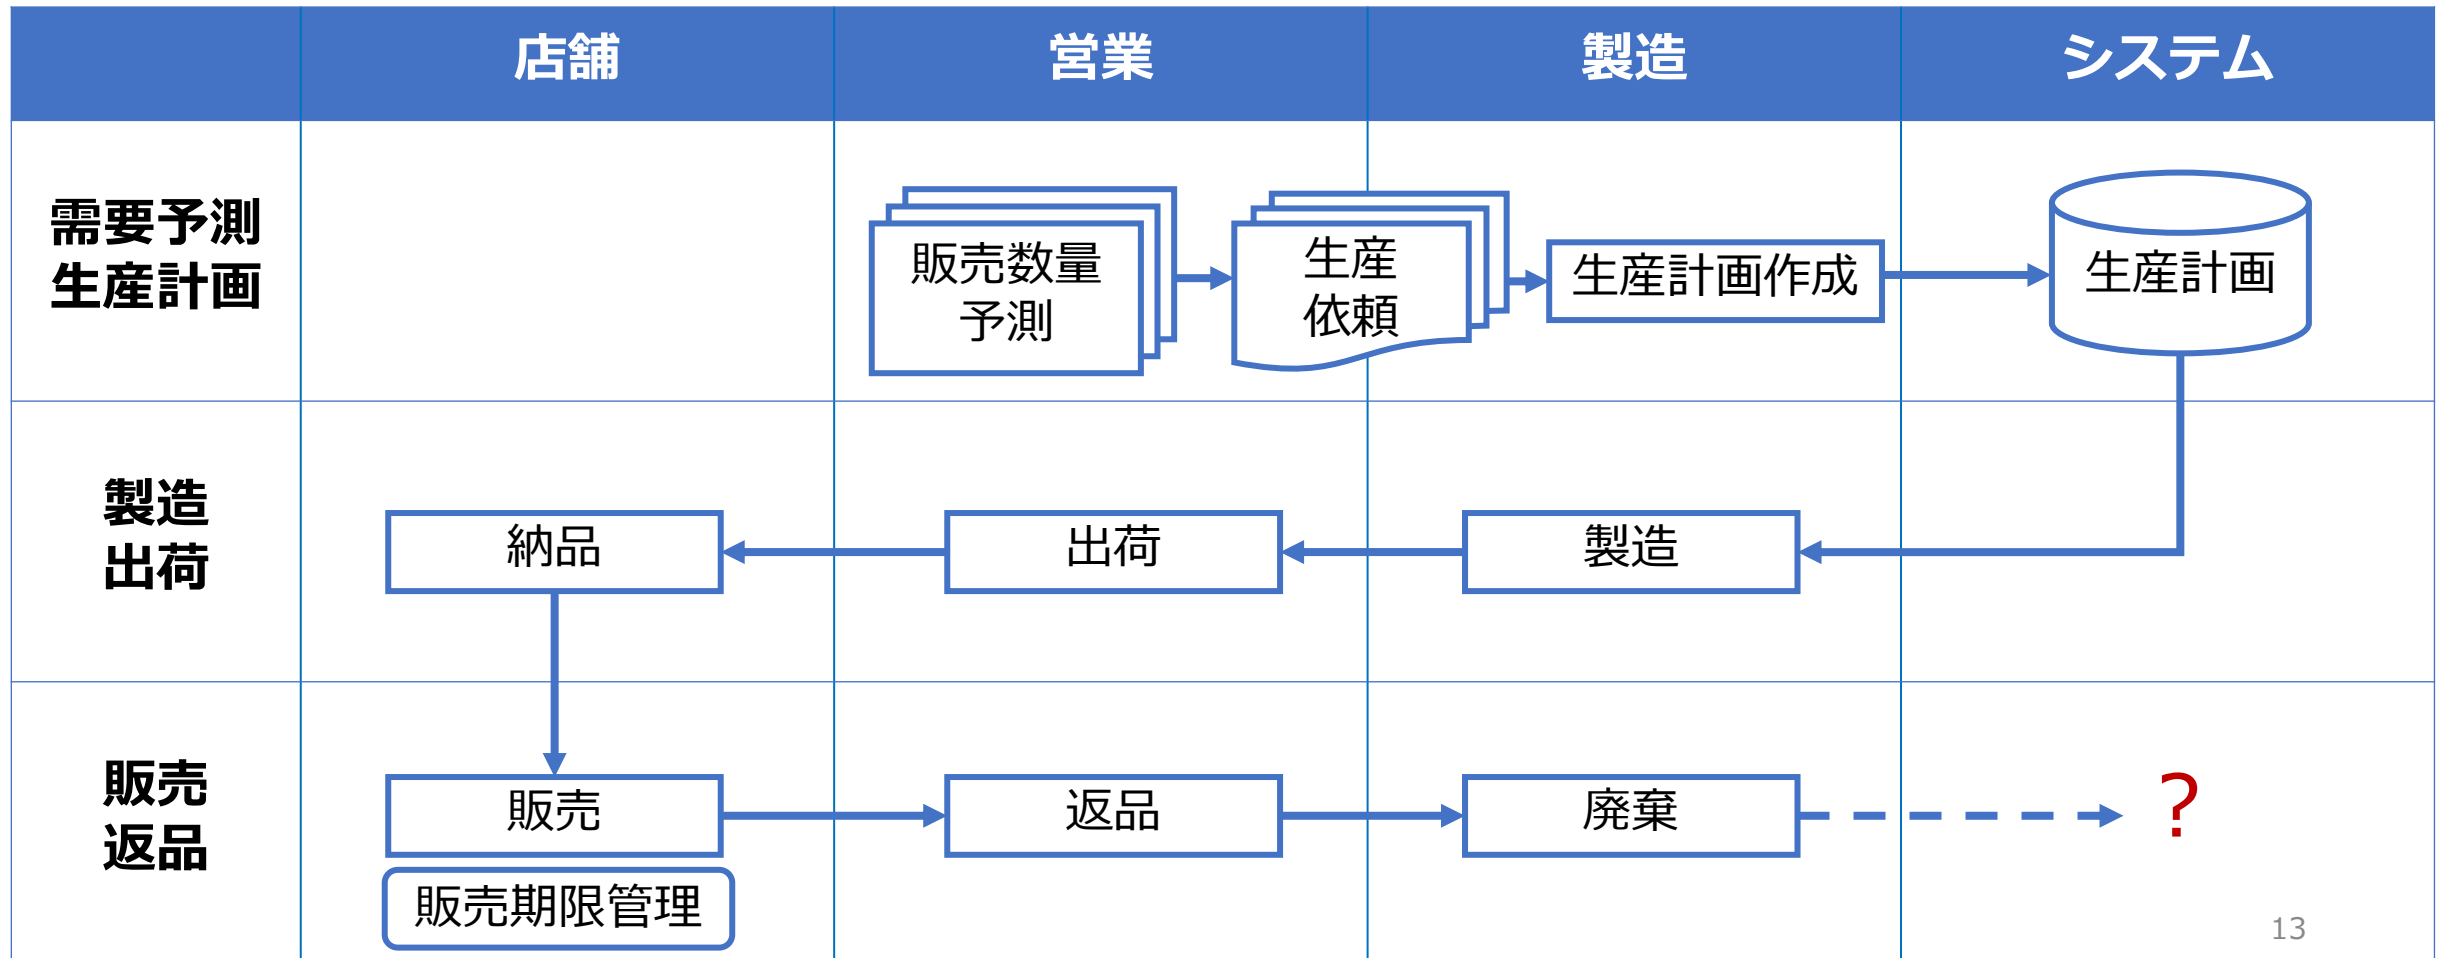 店舗
営業
製造
システム
需要予測
生産計画
販売数量
予測
生産
依頼
生産計画作成
生産計画
製造
出荷
納品
出荷
製造
販売
返品
販売
返品
廃棄
?
販売期限管理
13